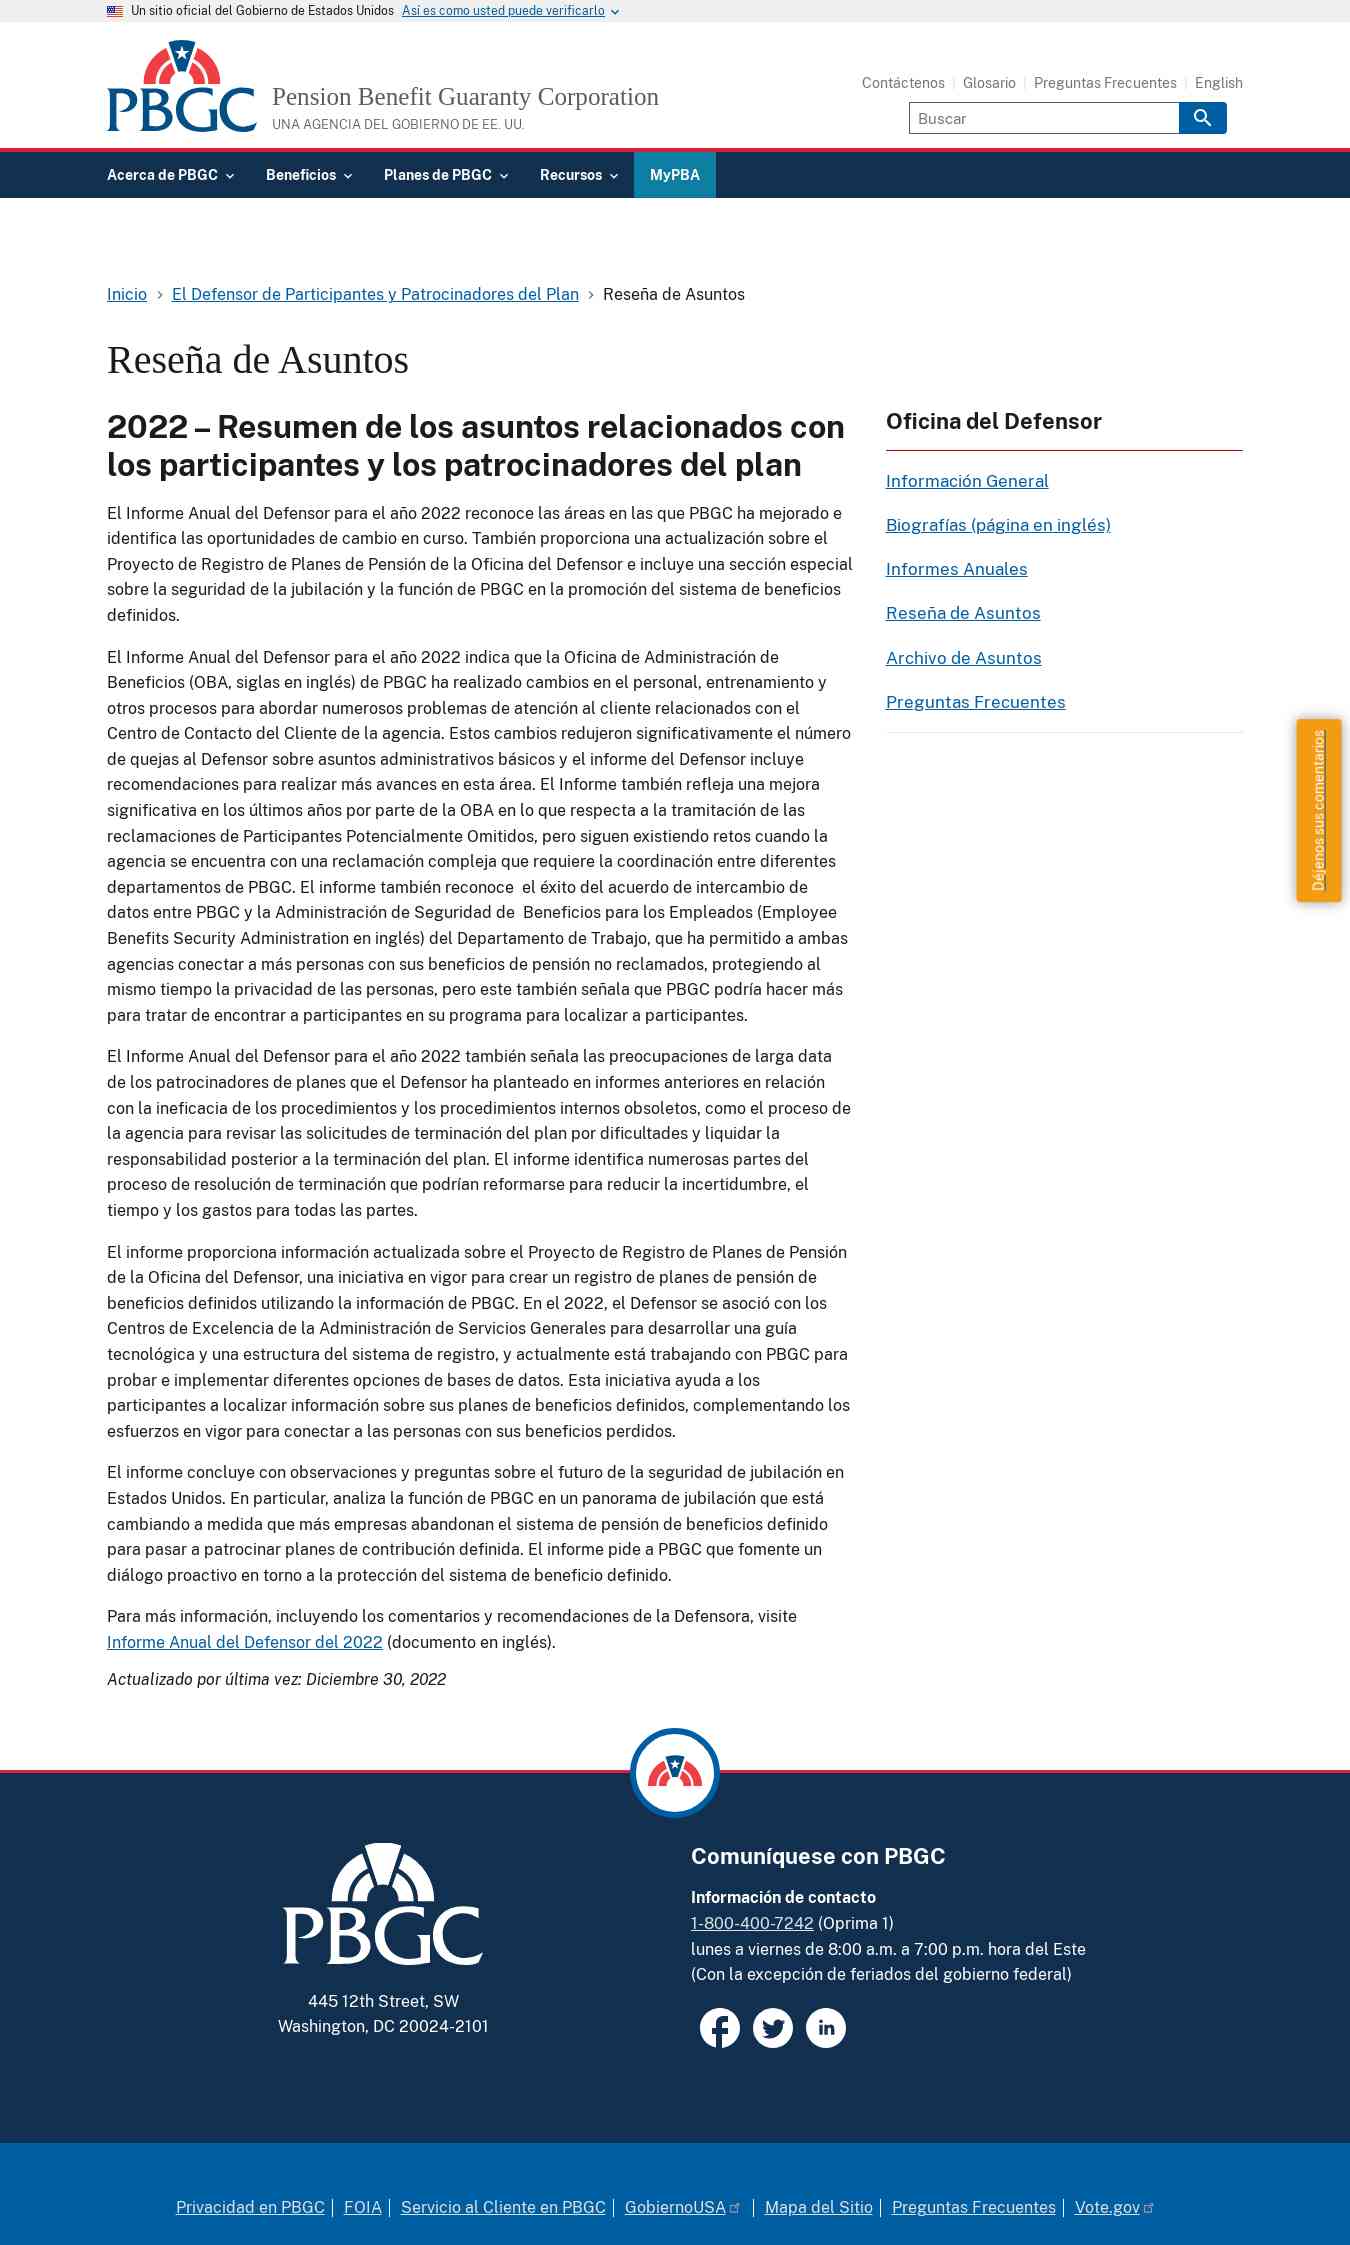 Un sitio oficial del Gobierno de Estados Unidos Así es como usted puede verificarlo
PBGC
Pension Benefit Guaranty Corporation
UNA AGENCIA DEL GOBIERNO DE EE. UU.
Contáctenos Glosario Preguntas Frecuentes English
Buscar
Acerca de PBGC Beneficios Planes de PBGC Recursos MyPBA
Inicio El Defensor de Participantes y Patrocinadores del Plan Reseña de Asuntos
Reseña de Asuntos
2022 – Resumen de los asuntos relacionados con
los participantes y los patrocinadores del plan
El Informe Anual del Defensor para el año 2022 reconoce las áreas en las que PBGC ha mejorado e
identifica las oportunidades de cambio en curso. También proporciona una actualización sobre el
Proyecto de Registro de Planes de Pensión de la Oficina del Defensor e incluye una sección especial
sobre la seguridad de la jubilación y la función de PBGC en la promoción del sistema de beneficios
definidos.
El Informe Anual del Defensor para el año 2022 indica que la Oficina de Administración de
Beneficios (OBA, siglas en inglés) de PBGC ha realizado cambios en el personal, entrenamiento y
otros procesos para abordar numerosos problemas de atención al cliente relacionados con el
Centro de Contacto del Cliente de la agencia. Estos cambios redujeron significativamente el número
de quejas al Defensor sobre asuntos administrativos básicos y el informe del Defensor incluye
recomendaciones para realizar más avances en esta área. El Informe también refleja una mejora
significativa en los últimos años por parte de la OBA en lo que respecta a la tramitación de las
reclamaciones de Participantes Potencialmente Omitidos, pero siguen existiendo retos cuando la
agencia se encuentra con una reclamación compleja que requiere la coordinación entre diferentes
departamentos de PBGC. El informe también reconoce  el éxito del acuerdo de intercambio de
datos entre PBGC y la Administración de Seguridad de  Beneficios para los Empleados (Employee
Benefits Security Administration en inglés) del Departamento de Trabajo, que ha permitido a ambas
agencias conectar a más personas con sus beneficios de pensión no reclamados, protegiendo al
mismo tiempo la privacidad de las personas, pero este también señala que PBGC podría hacer más
para tratar de encontrar a participantes en su programa para localizar a participantes.
El Informe Anual del Defensor para el año 2022 también señala las preocupaciones de larga data
de los patrocinadores de planes que el Defensor ha planteado en informes anteriores en relación
con la ineficacia de los procedimientos y los procedimientos internos obsoletos, como el proceso de
la agencia para revisar las solicitudes de terminación del plan por dificultades y liquidar la
responsabilidad posterior a la terminación del plan. El informe identifica numerosas partes del
proceso de resolución de terminación que podrían reformarse para reducir la incertidumbre, el
tiempo y los gastos para todas las partes.
El informe proporciona información actualizada sobre el Proyecto de Registro de Planes de Pensión
de la Oficina del Defensor, una iniciativa en vigor para crear un registro de planes de pensión de
beneficios definidos utilizando la información de PBGC. En el 2022, el Defensor se asoció con los
Centros de Excelencia de la Administración de Servicios Generales para desarrollar una guía
tecnológica y una estructura del sistema de registro, y actualmente está trabajando con PBGC para
probar e implementar diferentes opciones de bases de datos. Esta iniciativa ayuda a los
participantes a localizar información sobre sus planes de beneficios definidos, complementando los
esfuerzos en vigor para conectar a las personas con sus beneficios perdidos.
El informe concluye con observaciones y preguntas sobre el futuro de la seguridad de jubilación en
Estados Unidos. En particular, analiza la función de PBGC en un panorama de jubilación que está
cambiando a medida que más empresas abandonan el sistema de pensión de beneficios definido
para pasar a patrocinar planes de contribución definida. El informe pide a PBGC que fomente un
diálogo proactivo en torno a la protección del sistema de beneficio definido.
Para más información, incluyendo los comentarios y recomendaciones de la Defensora, visite
Informe Anual del Defensor del 2022 (documento en inglés).
Actualizado por última vez: Diciembre 30, 2022
Oficina del Defensor
Información General
Biografías (página en inglés)
Informes Anuales
Reseña de Asuntos
Archivo de Asuntos
Preguntas Frecuentes
Déjenos sus comentarios
PBGC
445 12th Street, SW
Washington, DC 20024-2101
Comuníquese con PBGC
Información de contacto
1-800-400-7242 (Oprima 1)
lunes a viernes de 8:00 a.m. a 7:00 p.m. hora del Este
(Con la excepción de feriados del gobierno federal)
Privacidad en PBGC FOIA Servicio al Cliente en PBGC GobiernoUSA Mapa del Sitio Preguntas Frecuentes Vote.gov